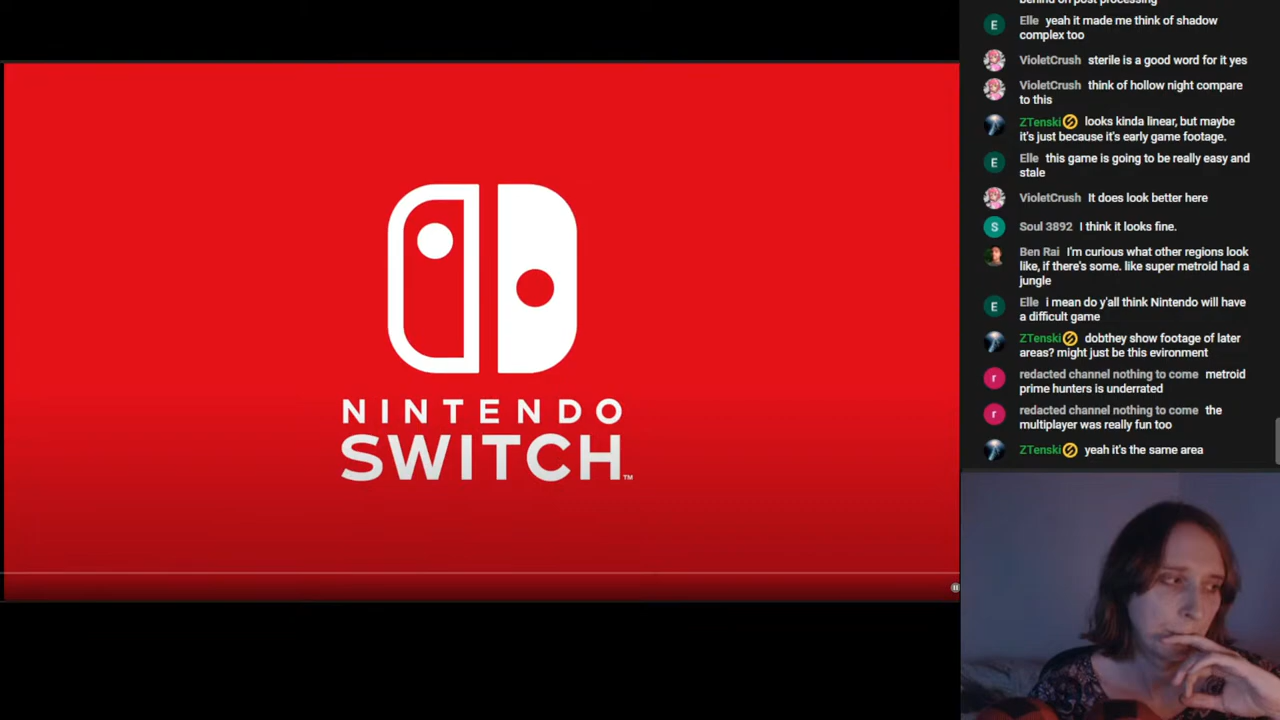 NINTENDO
SWITCH
TM
behind on post processing
E Elle yeah it made me think of shadow
complex too
VioletCrush sterile is a good word for it yes
VioletCrush think of hollow night compare
to this
ZTenski looks kinda linear, but maybe
it's just because it's early game footage.
E Elle this game is going to be really easy and
stale
VioletCrush It does look better here
S Soul 3892 I think it looks fine.
Ben Rai I'm curious what other regions look
like, if there's some. like super metroid had a
jungle
E Elle i mean do y'all think Nintendo will have
a difficult game
ZTenski dobthey show footage of later
areas? might just be this evironment
r redacted channel nothing to come metroid
prime hunters is underrated
r redacted channel nothing to come the
multiplayer was really fun too
ZTenski yeah it's the same area